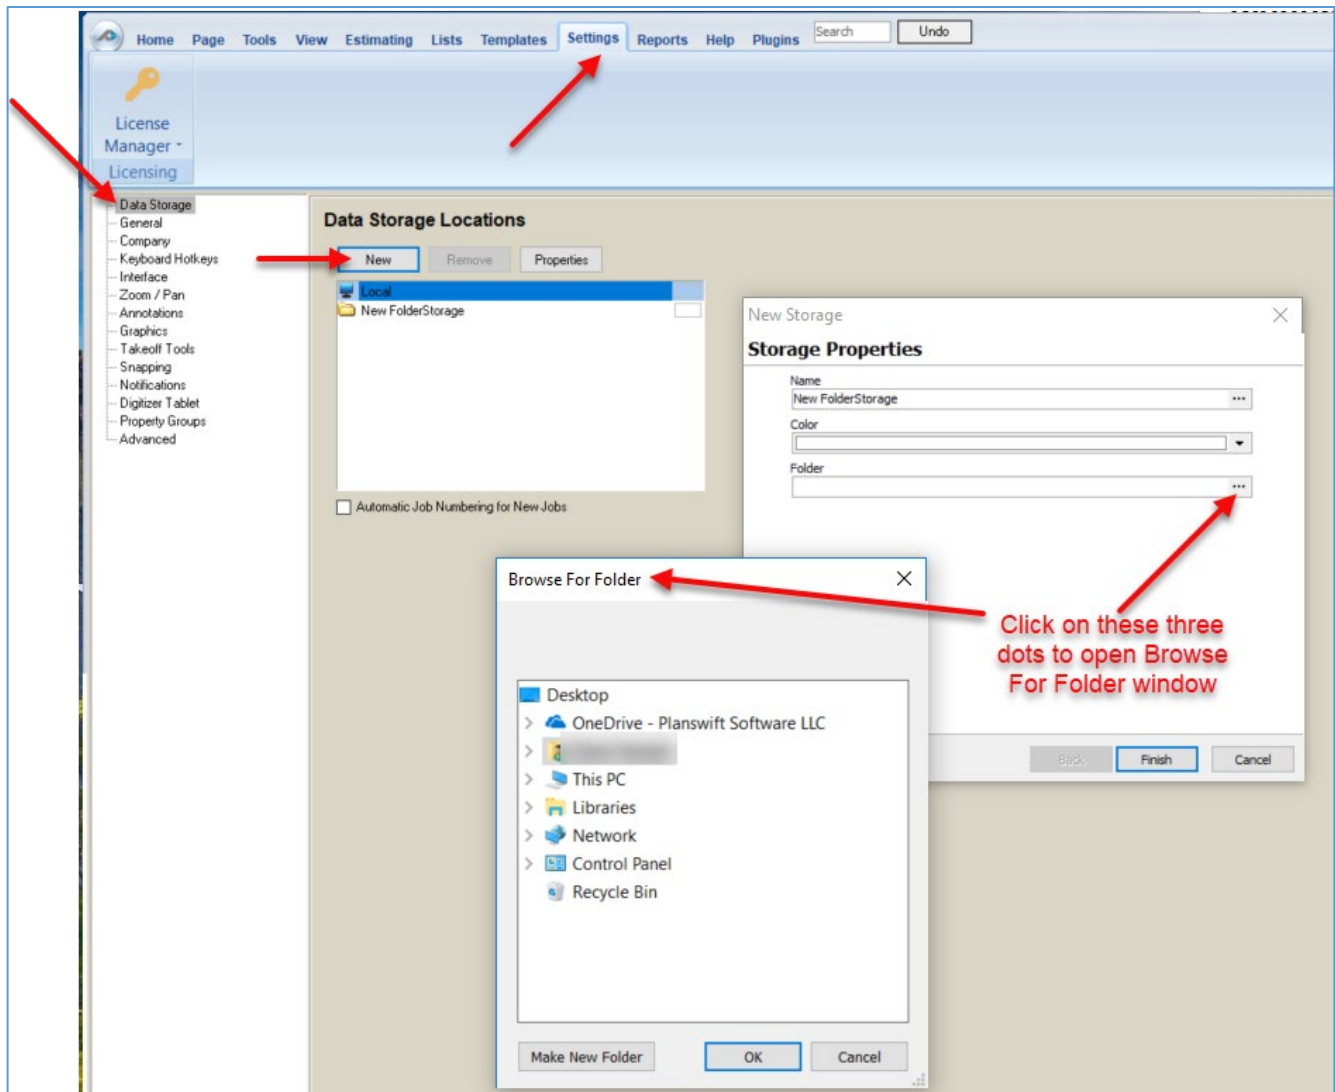 Home Page Tools View Estimating Lists Templates Settings Reports Help Plugins Search Undo
License
Manager
Licensing
Data Storage
General
Company
Keyboard Hotkeys
Interface
Zoom / Pan
Annotations
Graphics
Takeoff Tools
Snapping
Notifications
Digitizer Tablet
Property Groups
Advanced
Data Storage Locations
New Remove Properties
Local
New FolderStorage
Automatic Job Numbering for New Jobs
New Storage
Storage Properties
Name
New FolderStorage
Color
Folder
Click on these three
dots to open Browse
For Folder window
Back Finish Cancel
Browse For Folder
Desktop
OneDrive - Planswift Software LLC
This PC
Libraries
Network
Control Panel
Recycle Bin
Make New Folder OK Cancel